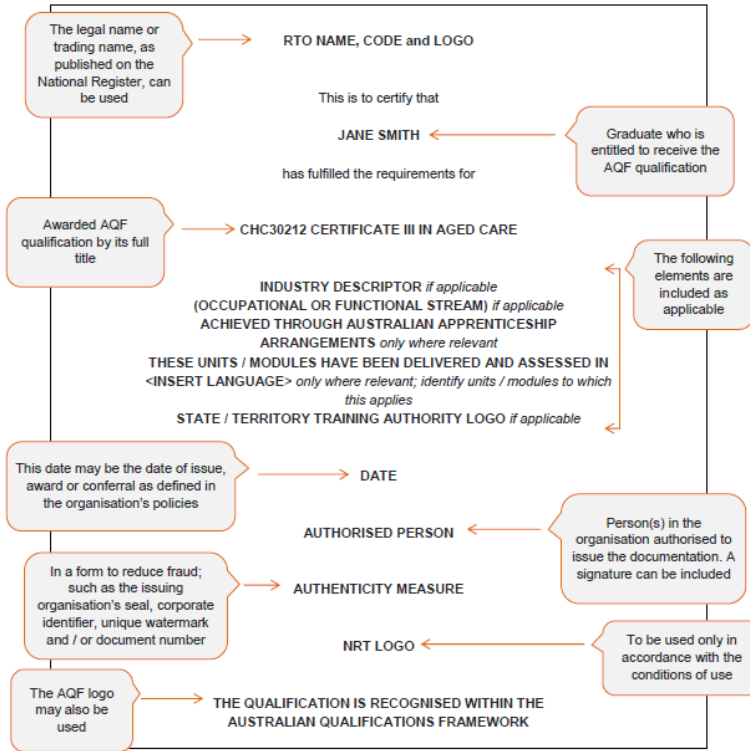 The legal name or
trading name, as
published on the
National Register, can
be used
RTO NAME, CODE and LOGO
This is to certify that
JANE SMITH
Graduate who is
entitled to receive the
AQF qualification
has fulfilled the requirements for
Awarded AQF
qualification by its full
title
CHC30212 CERTIFICATE III IN AGED CARE
The following
elements are
included as
applicable
INDUSTRY DESCRIPTOR if applicable
(OCCUPATIONAL OR FUNCTIONAL STREAM) if applicable
ACHIEVED THROUGH AUSTRALIAN APPRENTICESHIP
ARRANGEMENTS only where relevant
THESE UNITS / MODULES HAVE BEEN DELIVERED AND ASSESSED IN
<INSERT LANGUAGE> only where relevant; identify units / modules to which
this applies
STATE / TERRITORY TRAINING AUTHORITY LOGO if applicable
This date may be the date of issue,
award or conferral as defined in
the organisation's policies
DATE
AUTHORISED PERSON
Person(s) in the
organisation authorised to
issue the documentation. A
signature can be included
In a form to reduce fraud;
such as the issuing
organisation's seal, corporate
identifier, unique watermark
and / or document number
AUTHENTICITY MEASURE
NRT LOGO
To be used only in
accordance with the
conditions of use
The AQF logo
may also be
used
THE QUALIFICATION IS RECOGNISED WITHIN THE
AUSTRALIAN QUALIFICATIONS FRAMEWORK